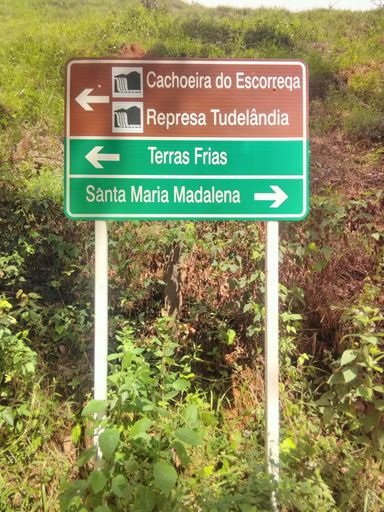 Cachoeira do Escorrega
Represa Tudelândia
Terras Frias
Santa Maria Madalena